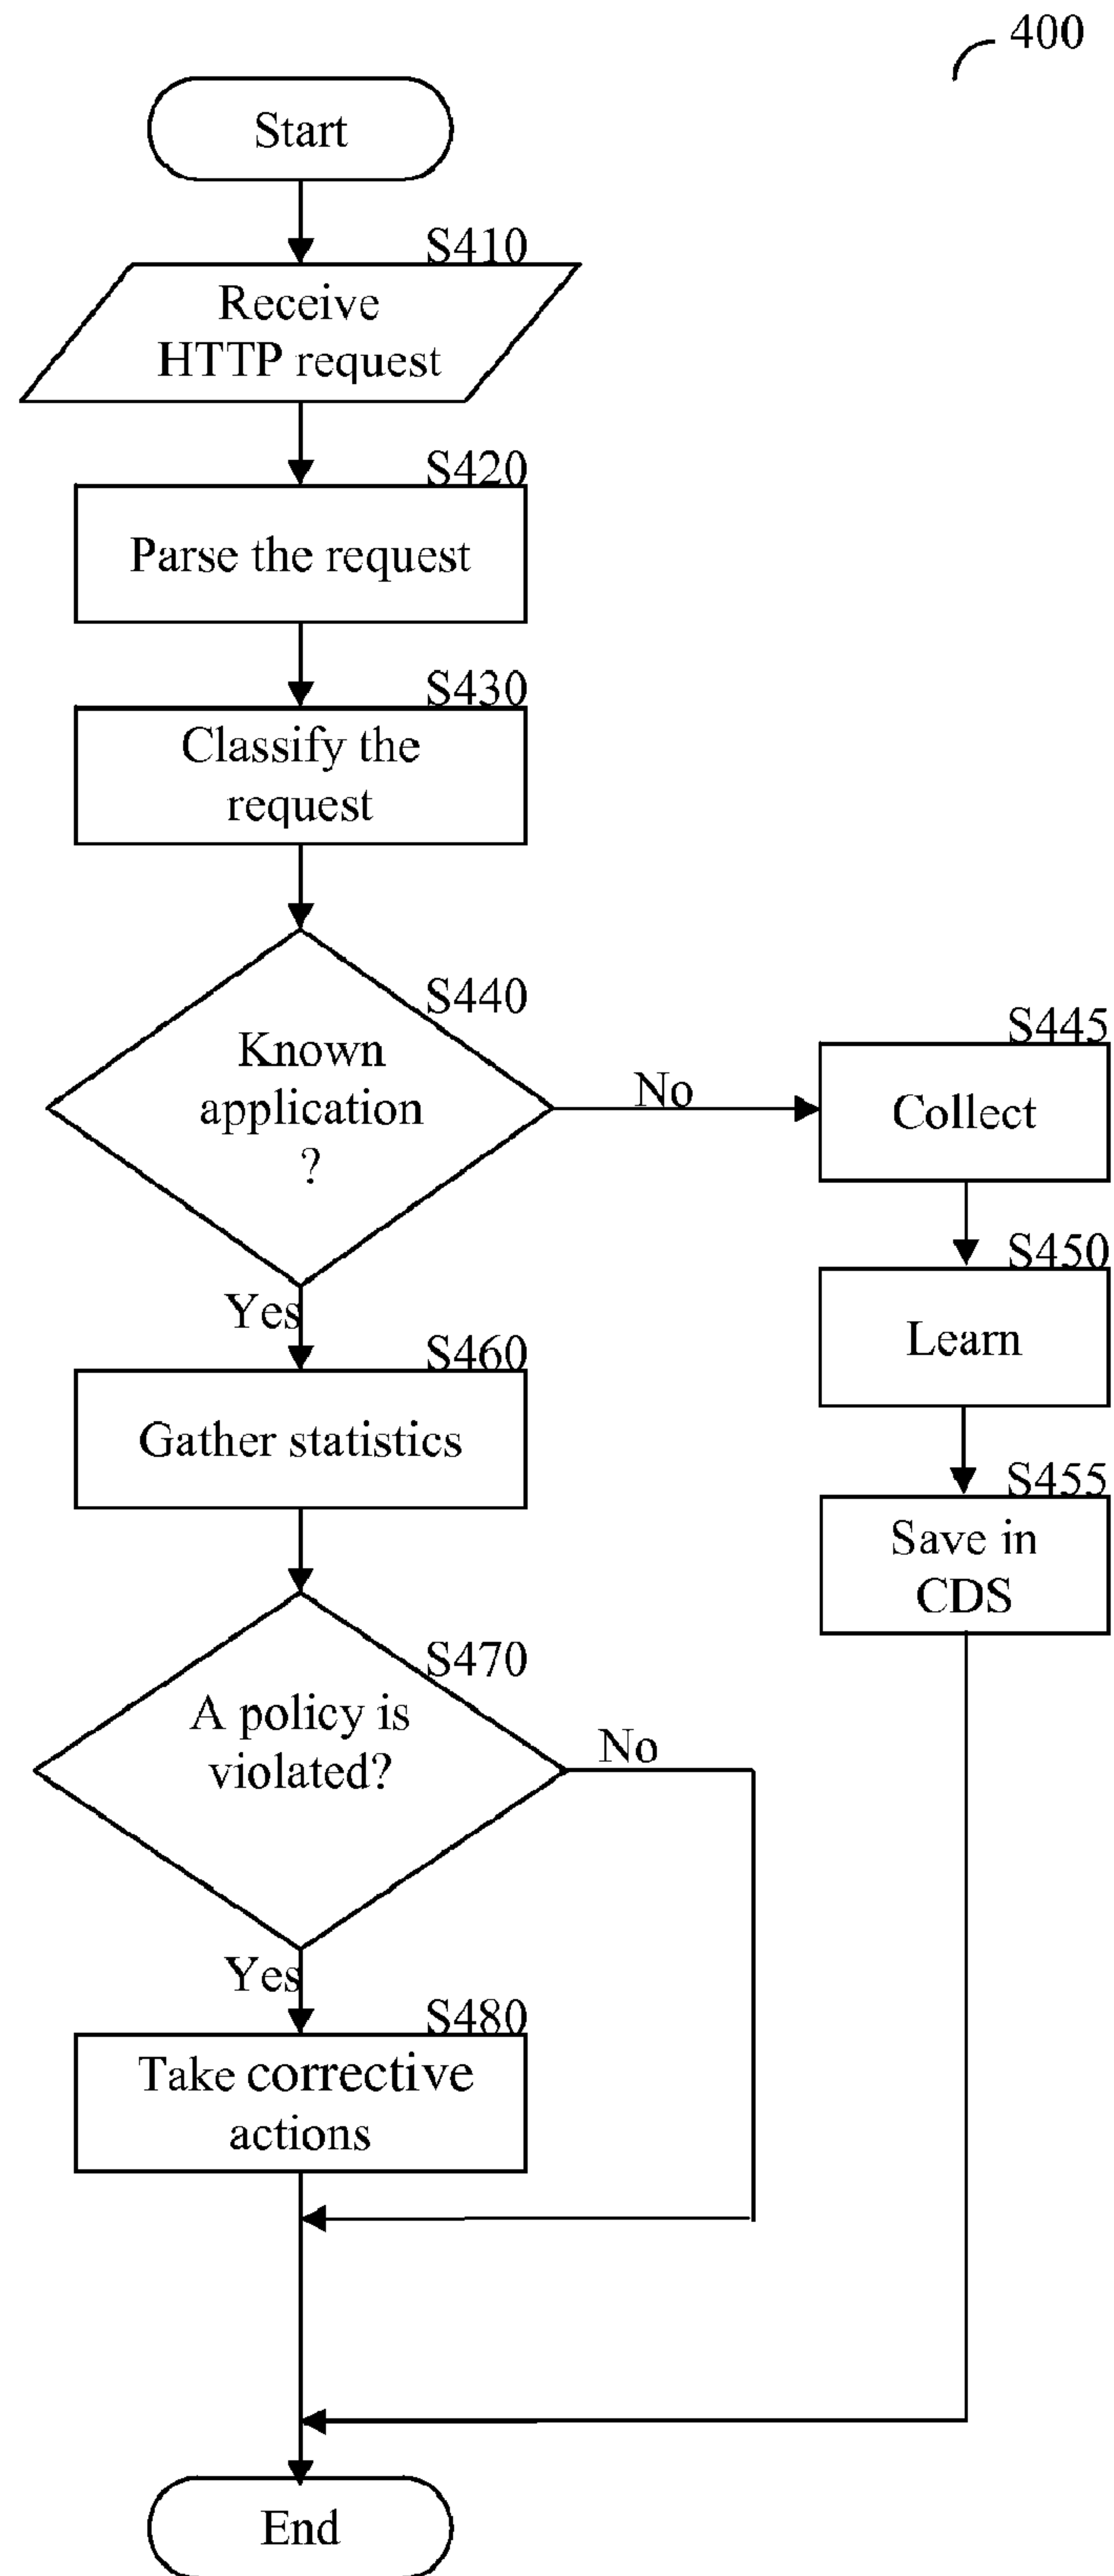 400
Start
S410
Receive
HTTP request
S420
Parse the request
S430
Classify the
request
S440
Known
application
?
No
S445
Collect
S450
Learn
S455
Save in
CDS
Yes
S460
Gather statistics
S470
A policy is
violated?
No
Yes
S480
Take corrective
actions
End